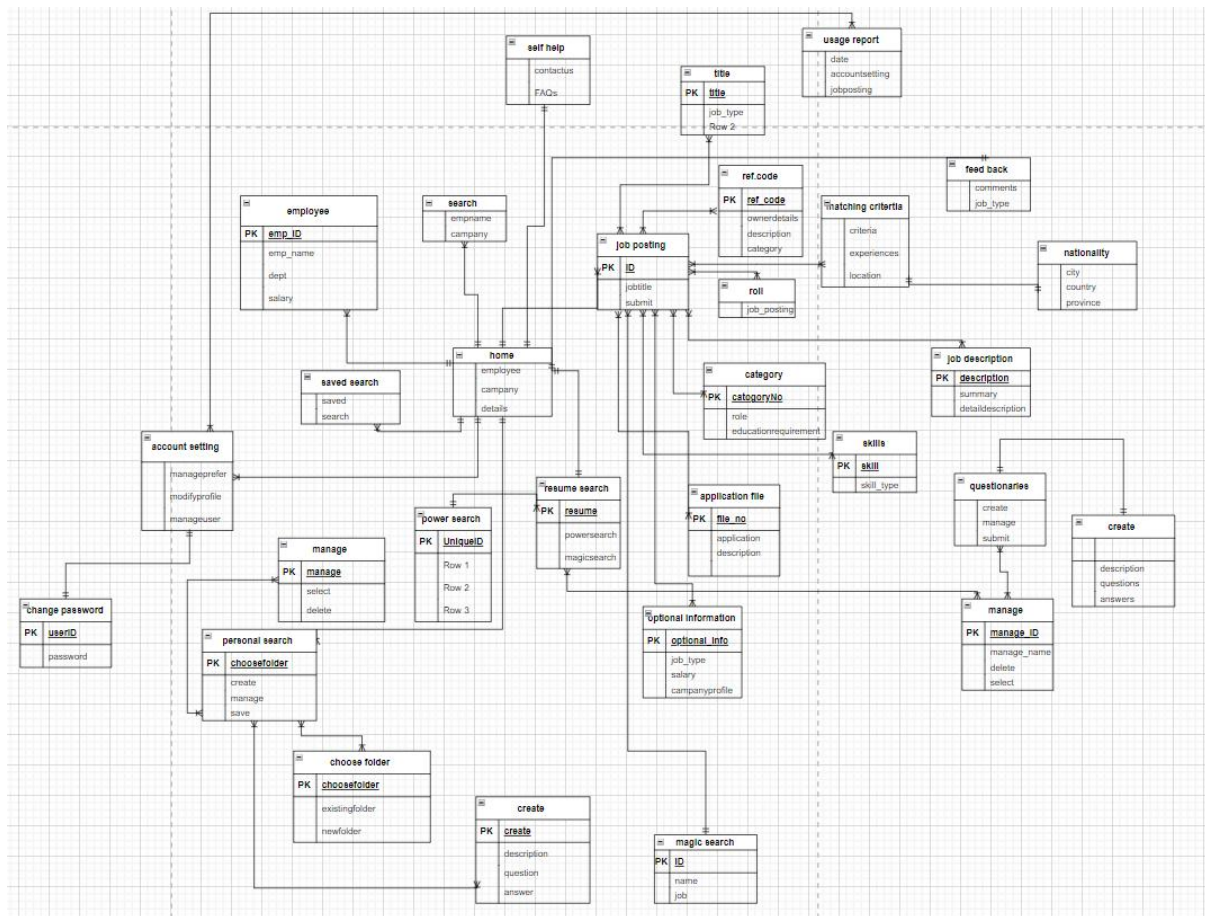 usage report
date
accountsetting
jobposting
self help
contactus
FAQs
title
PK title
job_type
Row 2
feed back
comments
job_type
ref.code
PK ref_code
ownerdetails
description
category
employee
PK emp_ID
emp_name
dept
salary
search
empname
campany
matching critertia
criteria
experiences
location
job posting
PK ID
jobtitle
submit
nationality
city
country
province
roll
job_posting
home
employee
campany
details
job description
PK description
summary
detaildescription
saved search
saved
search
category
PK catogoryNo
role
educationrequirement
account setting
manageprefer
modifyprofile
manageuser
skills
PK skill
skill_type
questionaries
create
manage
submit
resume search
PK resume
powersearch
magicsearch
application file
PK file_no
application
description
power search
PK UniqueID
Row 1
Row 2
Row 3
create
description
questions
answers
manage
PK manage
select
delete
change password
PK userID
password
optional information
PK optional_info
job_type
salary
campanyprofile
manage
PK manage_ID
manage_name
delete
select
personal search
PK choosefolder
create
manage
save
choose folder
PK choosefolder
existingfolder
newfolder
create
PK create
description
question
answer
magic search
PK ID
name
job